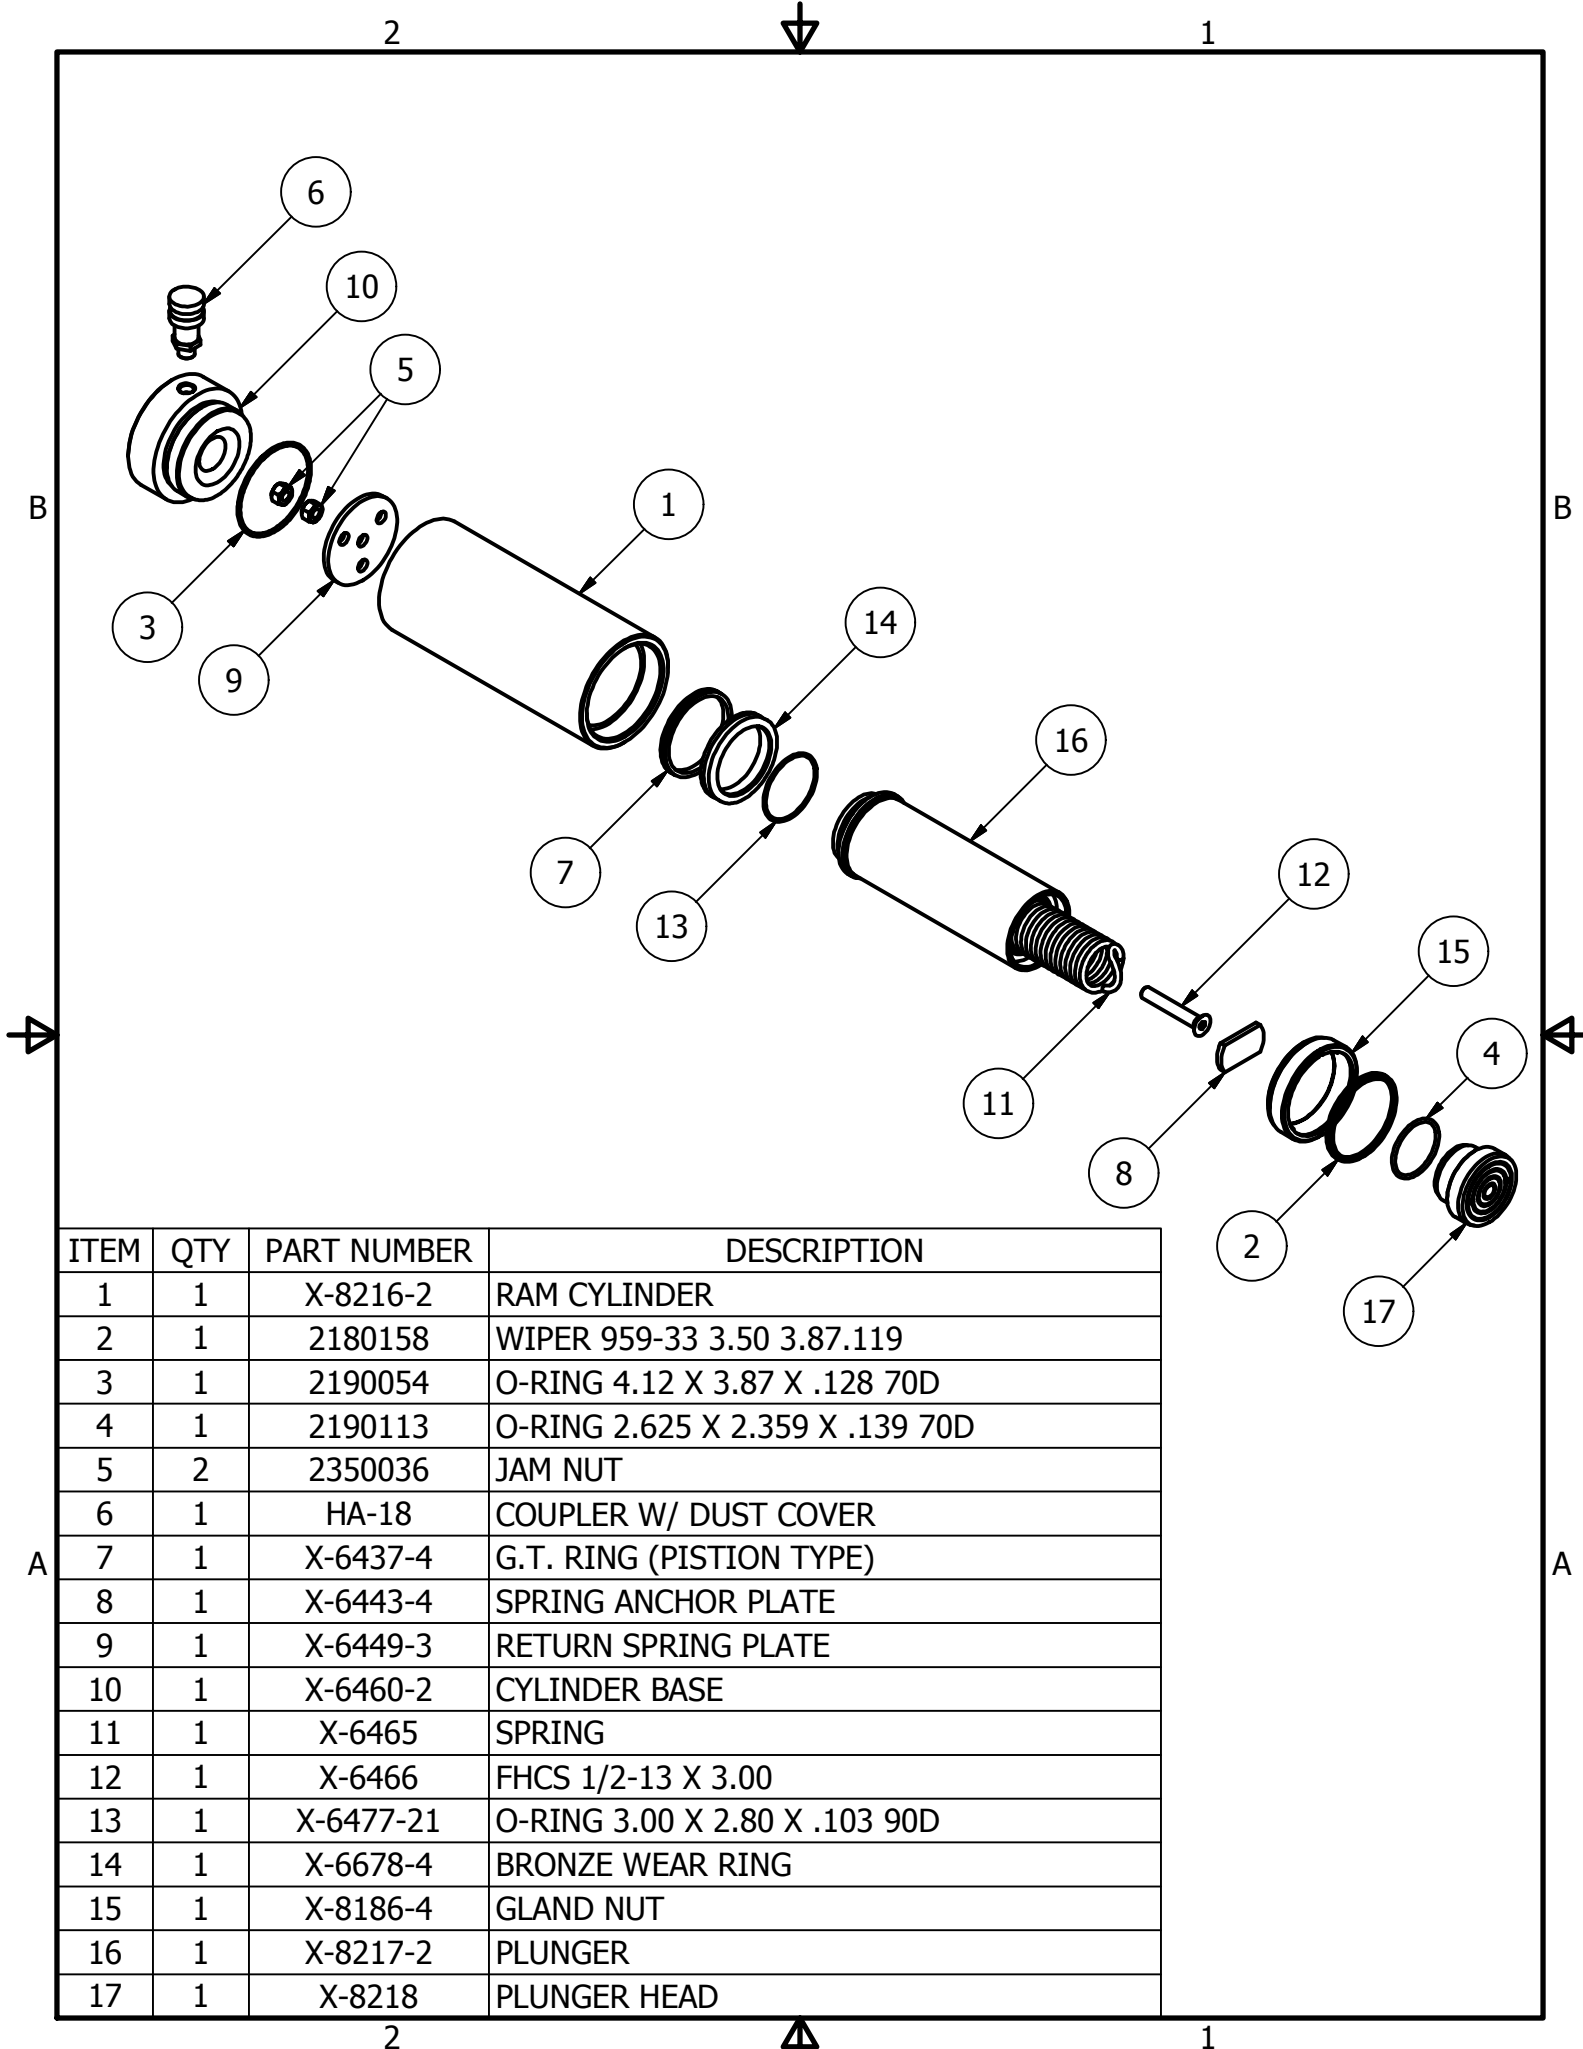 2 1
6
10
5
B 1 B
3 14
9
16
7 12
13
15
4
11
8
2
17
ITEM QTY PART NUMBER DESCRIPTION
1 1 X-8216-2 RAM CYLINDER
2 1 2180158 WIPER 959-33 3.50 3.87.119
3 1 2190054 O-RING 4.12 X 3.87 X .128 70D
4 1 2190113 O-RING 2.625 X 2.359 X .139 70D
5 2 2350036 JAM NUT
6 1 HA-18 COUPLER W/ DUST COVER
A 7 1 X-6437-4 G.T. RING (PISTION TYPE) A
8 1 X-6443-4 SPRING ANCHOR PLATE
9 1 X-6449-3 RETURN SPRING PLATE
10 1 X-6460-2 CYLINDER BASE
11 1 X-6465 SPRING
12 1 X-6466 FHCS 1/2-13 X 3.00
13 1 X-6477-21 O-RING 3.00 X 2.80 X .103 90D
14 1 X-6678-4 BRONZE WEAR RING
15 1 X-8186-4 GLAND NUT
16 1 X-8217-2 PLUNGER
17 1 X-8218 PLUNGER HEAD
2 1